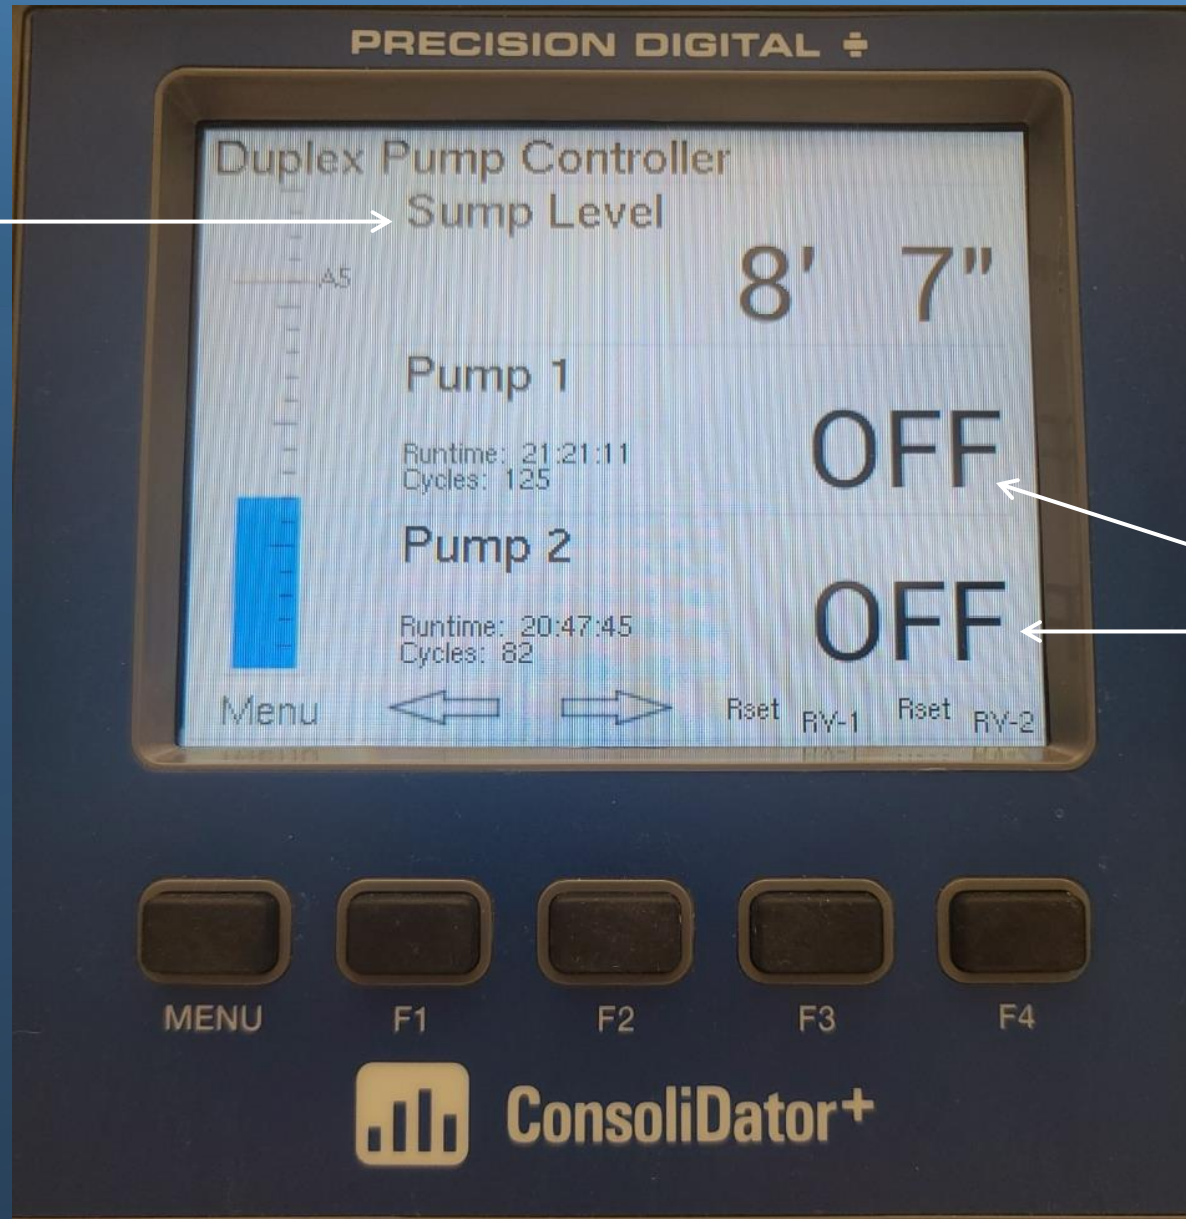 PRECISION DIGITAL
Duplex Pump Controller
Sump Level
8' 7"
A5
Pump 1
OFF
Runtime: 21:21:11
Cycles: 125
Pump 2
OFF
Runtime: 20:47:45
Cycles: 82
Menu Rset RV-1 Rset RV-2
MENU F1 F2 F3 F4
ConsoliDator+